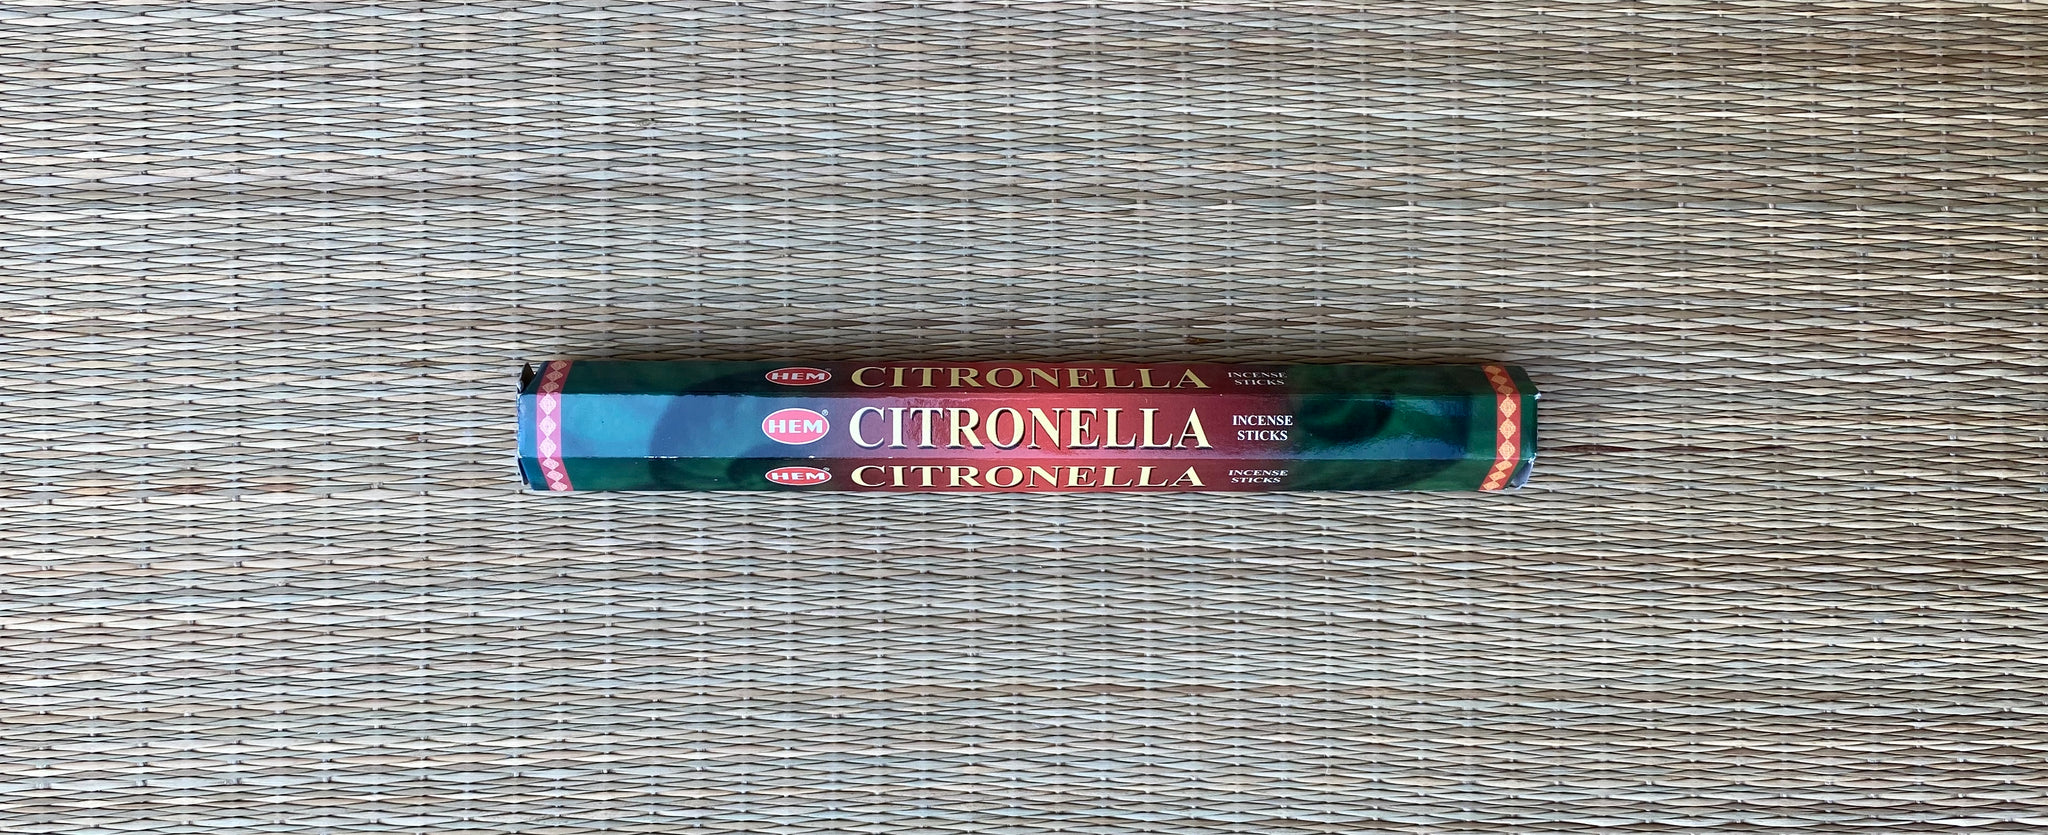 HEM CITRONELLA INCENSE
STICKS
HEM® CITRONELLA INCENSE
STICKS
HEM CITRONELLA INCENSE
STICKS